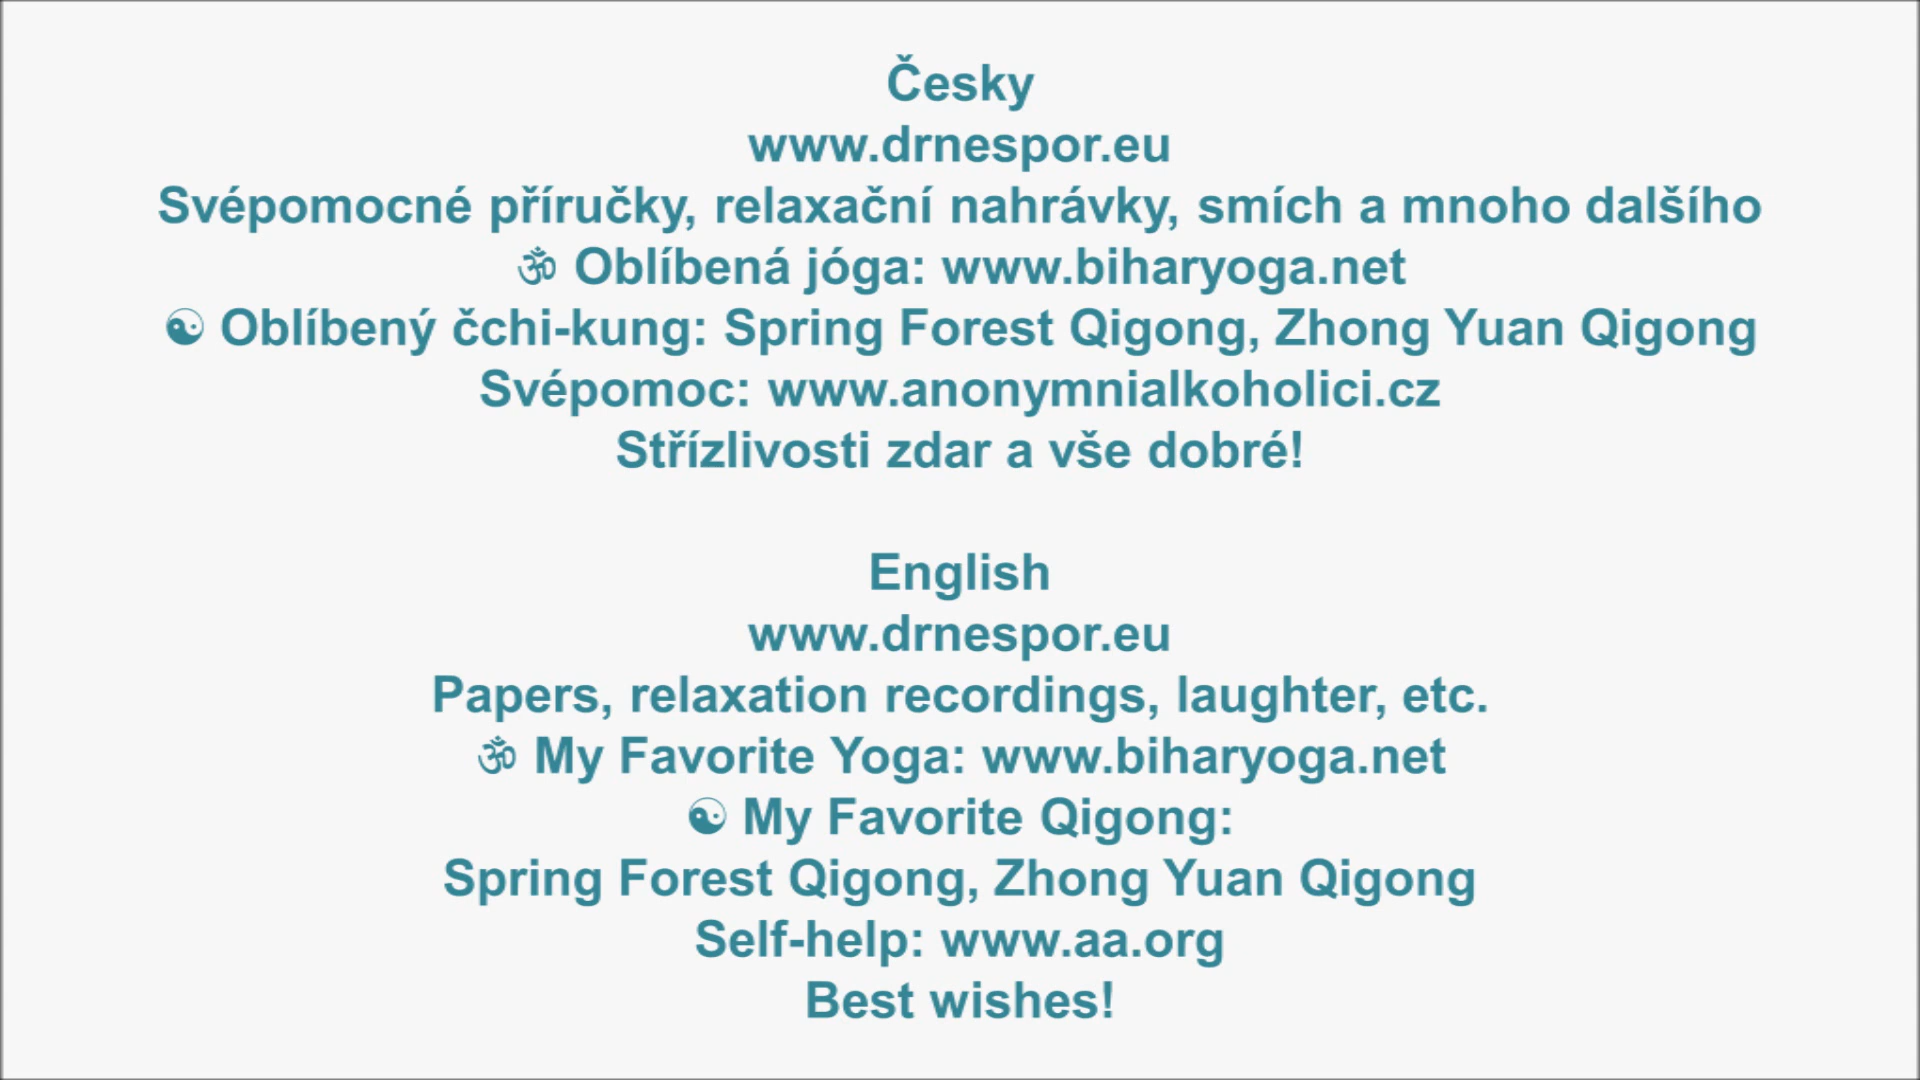 Česky
www.drnespor.eu
Svépomocné příručky, relaxační nahrávky, smích a mnoho dalšího
🕉 Oblíbená jóga: www.biharyoga.net
☯ Oblíbený čchi-kung: Spring Forest Qigong, Zhong Yuan Qigong
Svépomoc: www.anonymnialkoholici.cz
Střízlivosti zdar a vše dobré!
English
www.drnespor.eu
Papers, relaxation recordings, laughter, etc.
🕉 My Favorite Yoga: www.biharyoga.net
☯ My Favorite Qigong:
Spring Forest Qigong, Zhong Yuan Qigong
Self-help: www.aa.org
Best wishes!